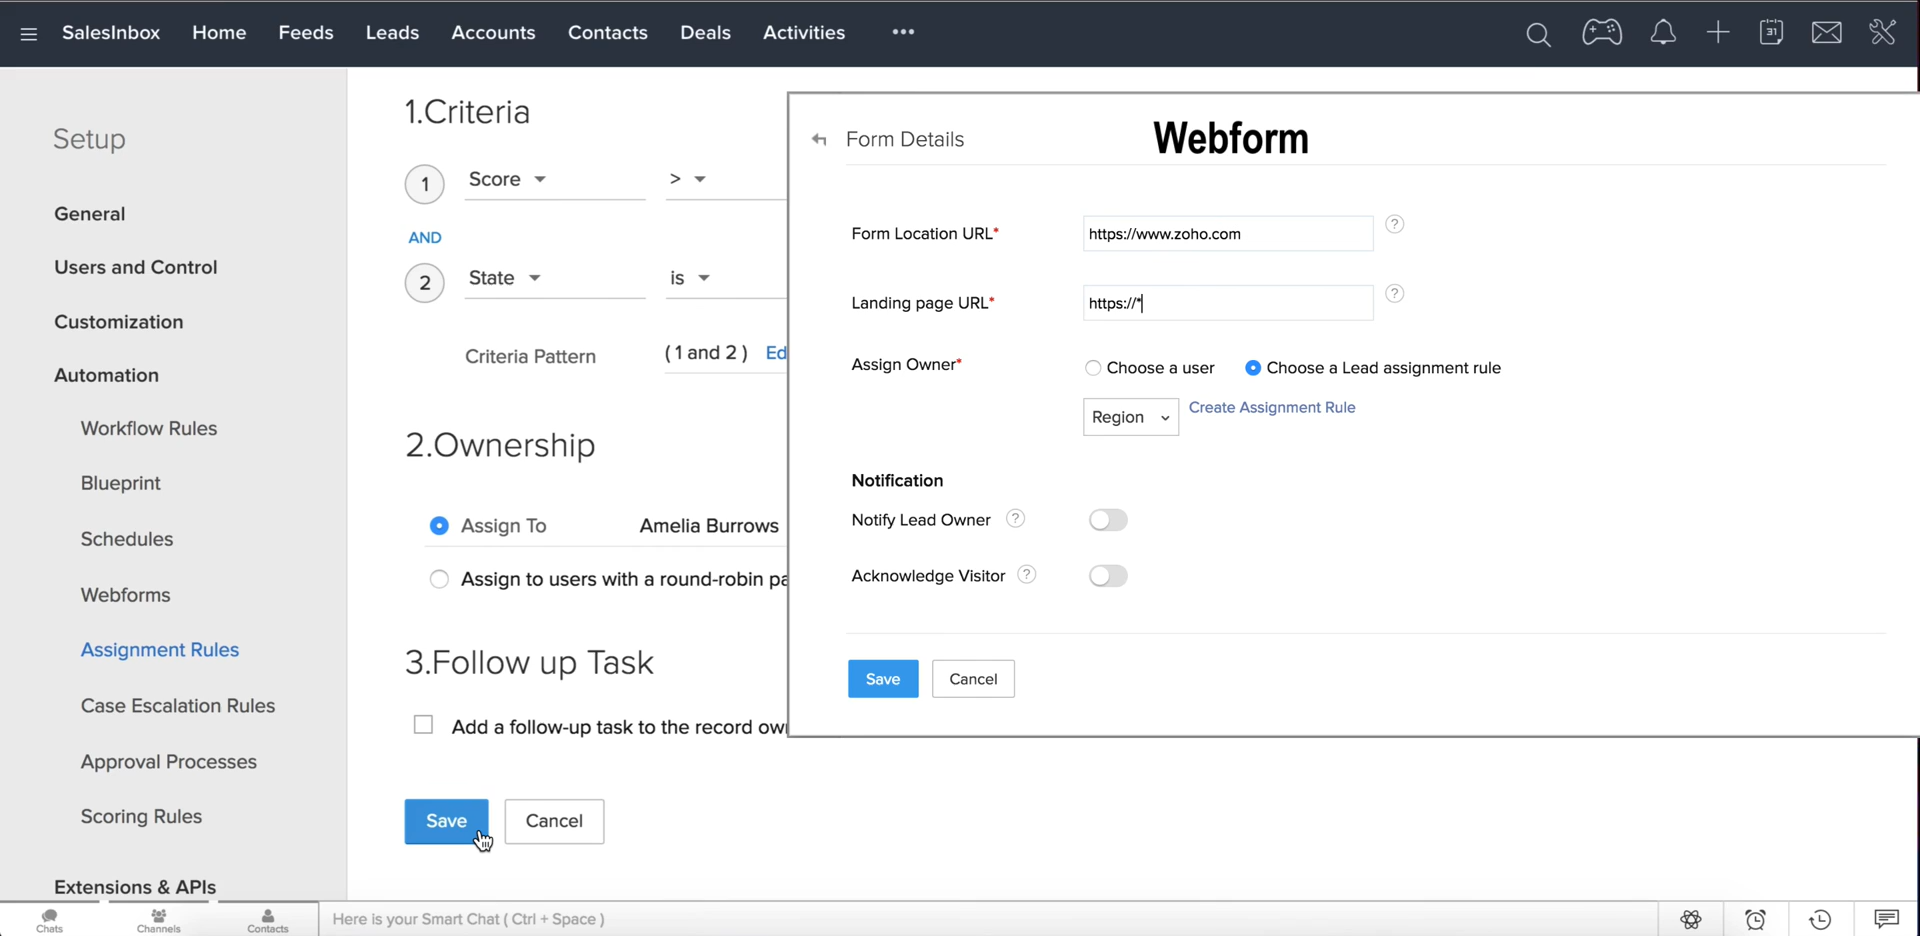 SalesInbox Home Feeds Leads Accounts Contacts Deals Activities •••
31
Setup
General
Users and Control
Customization
Automation
Workflow Rules
Blueprint
Schedules
Webforms
Assignment Rules
Case Escalation Rules
Approval Processes
Scoring Rules
Extensions & APIs
1.Criteria
1 Score >
AND
2 State is
Criteria Pattern (1 and 2) Ed
2.Ownership
Assign To Amelia Burrows
Assign to users with a round-robin pa
3.Follow up Task
Add a follow-up task to the record ow
Save Cancel
Form Details Webform
Form Location URL* https://www.zoho.com ?
Landing page URL* https://* ?
Assign Owner* Choose a user Choose a Lead assignment rule
Region Create Assignment Rule
Notification
Notify Lead Owner ?
Acknowledge Visitor ?
Save Cancel
Chats Channels Contacts Here is your Smart Chat ( Ctrl + Space )